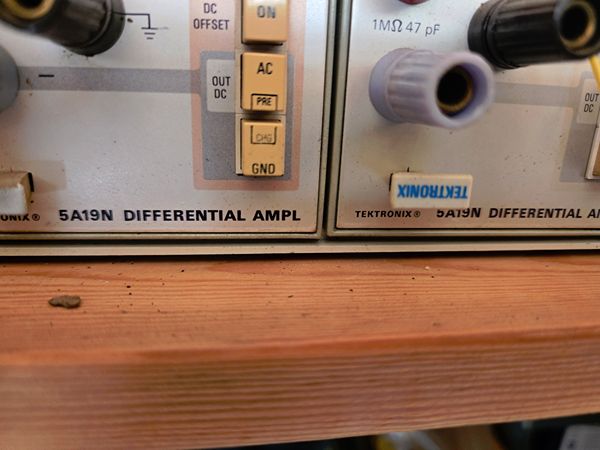 DC
OFFSET
ON
AC
PRE
OUT
DC
CHG
GND
5A19N DIFFERENTIAL AMPL
1MΩ 47 pF
OUT
DC
TEKTRONIX
TEKTRONIX® 5A19N DIFFERENTIAL